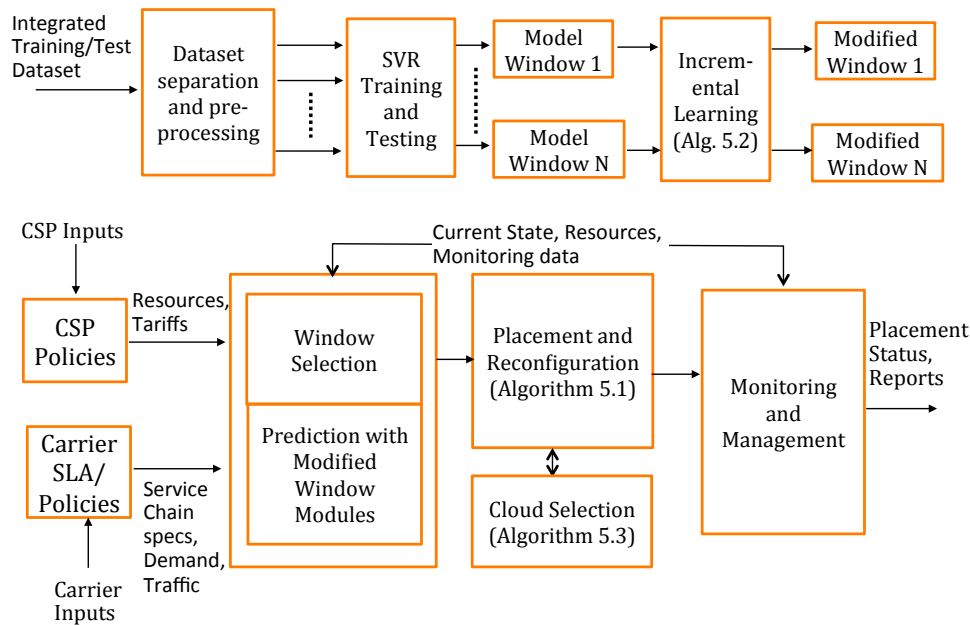 Integrated
Training/Test
Dataset
Dataset
separation
and pre-
processing
SVR
Training
and
Testing
Model
Window 1
Model
Window N
Increm-
ental
Learning
(Alg. 5.2)
Modified
Window 1
Modified
Window N
CSP Inputs
CSP
Policies
Resources,
Tariffs
Carrier
SLA/
Policies
Carrier
Inputs
Service
Chain
specs,
Demand,
Traffic
Current State, Resources,
Monitoring data
Window
Selection
Prediction with
Modified
Window
Modules
Placement and
Reconfiguration
(Algorithm 5.1)
Cloud Selection
(Algorithm 5.3)
Monitoring
and
Management
Placement
Status,
Reports